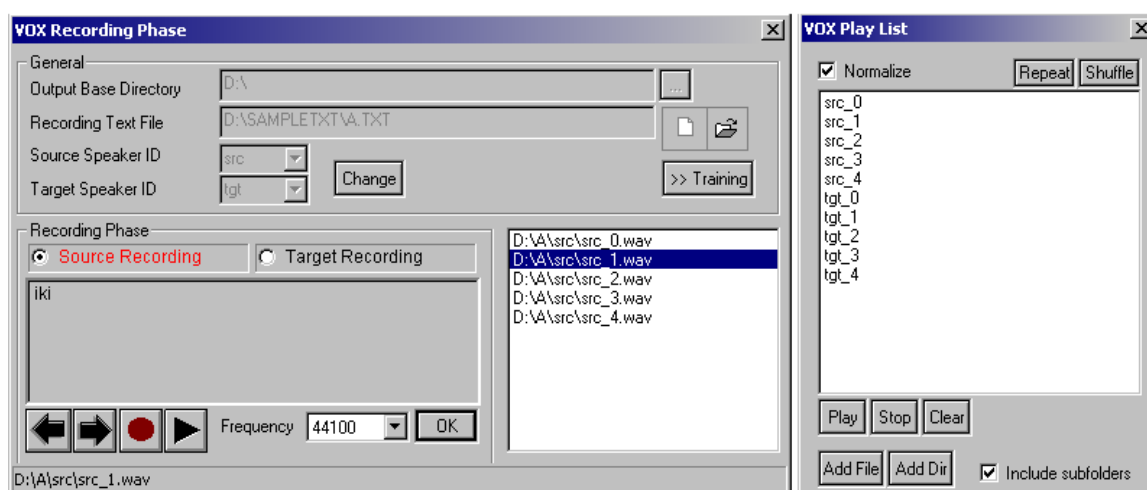 VOX Recording Phase
General
Output Base Directory D:\ ...
Recording Text File D:\SAMPLETXT\A.TXT
Source Speaker ID src
Target Speaker ID tgt Change >> Training
Recording Phase
Source Recording Target Recording
iki
Frequency 44100 OK
D:\A\src\src_0.wav
D:\A\src\src_1.wav
D:\A\src\src_2.wav
D:\A\src\src_3.wav
D:\A\src\src_4.wav
D:\A\src\src_1.wav
VOX Play List
Normalize Repeat Shuffle
src_0
src_1
src_2
src_3
src_4
tgt_0
tgt_1
tgt_2
tgt_3
tgt_4
Play Stop Clear
Add File Add Dir Include subfolders